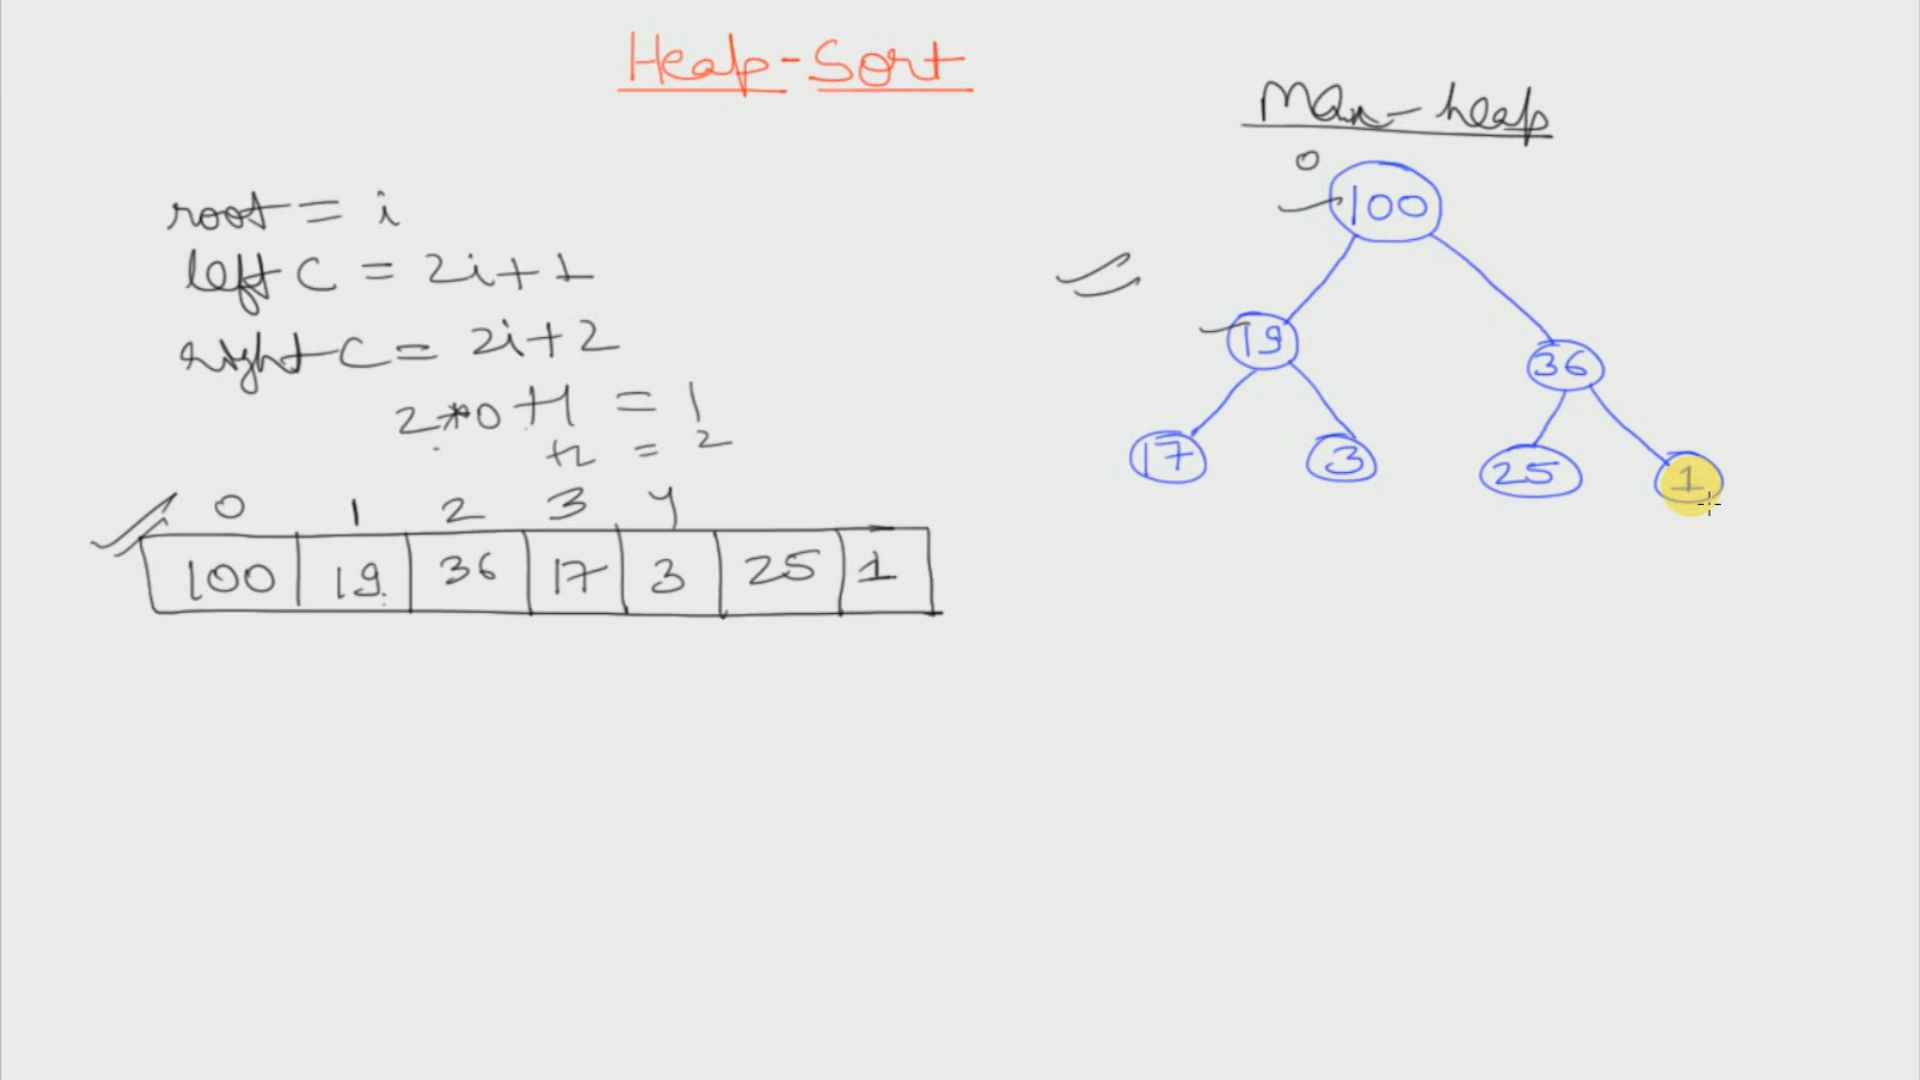 Heap-Sort
Max-heap
root = i
left C = 2i+1
right C = 2i+2
2*0+1 = 1
+2 = 2
0 1 2 3 4
100 19 36 17 3 25 1
0
100
19 36
17 3 25 1